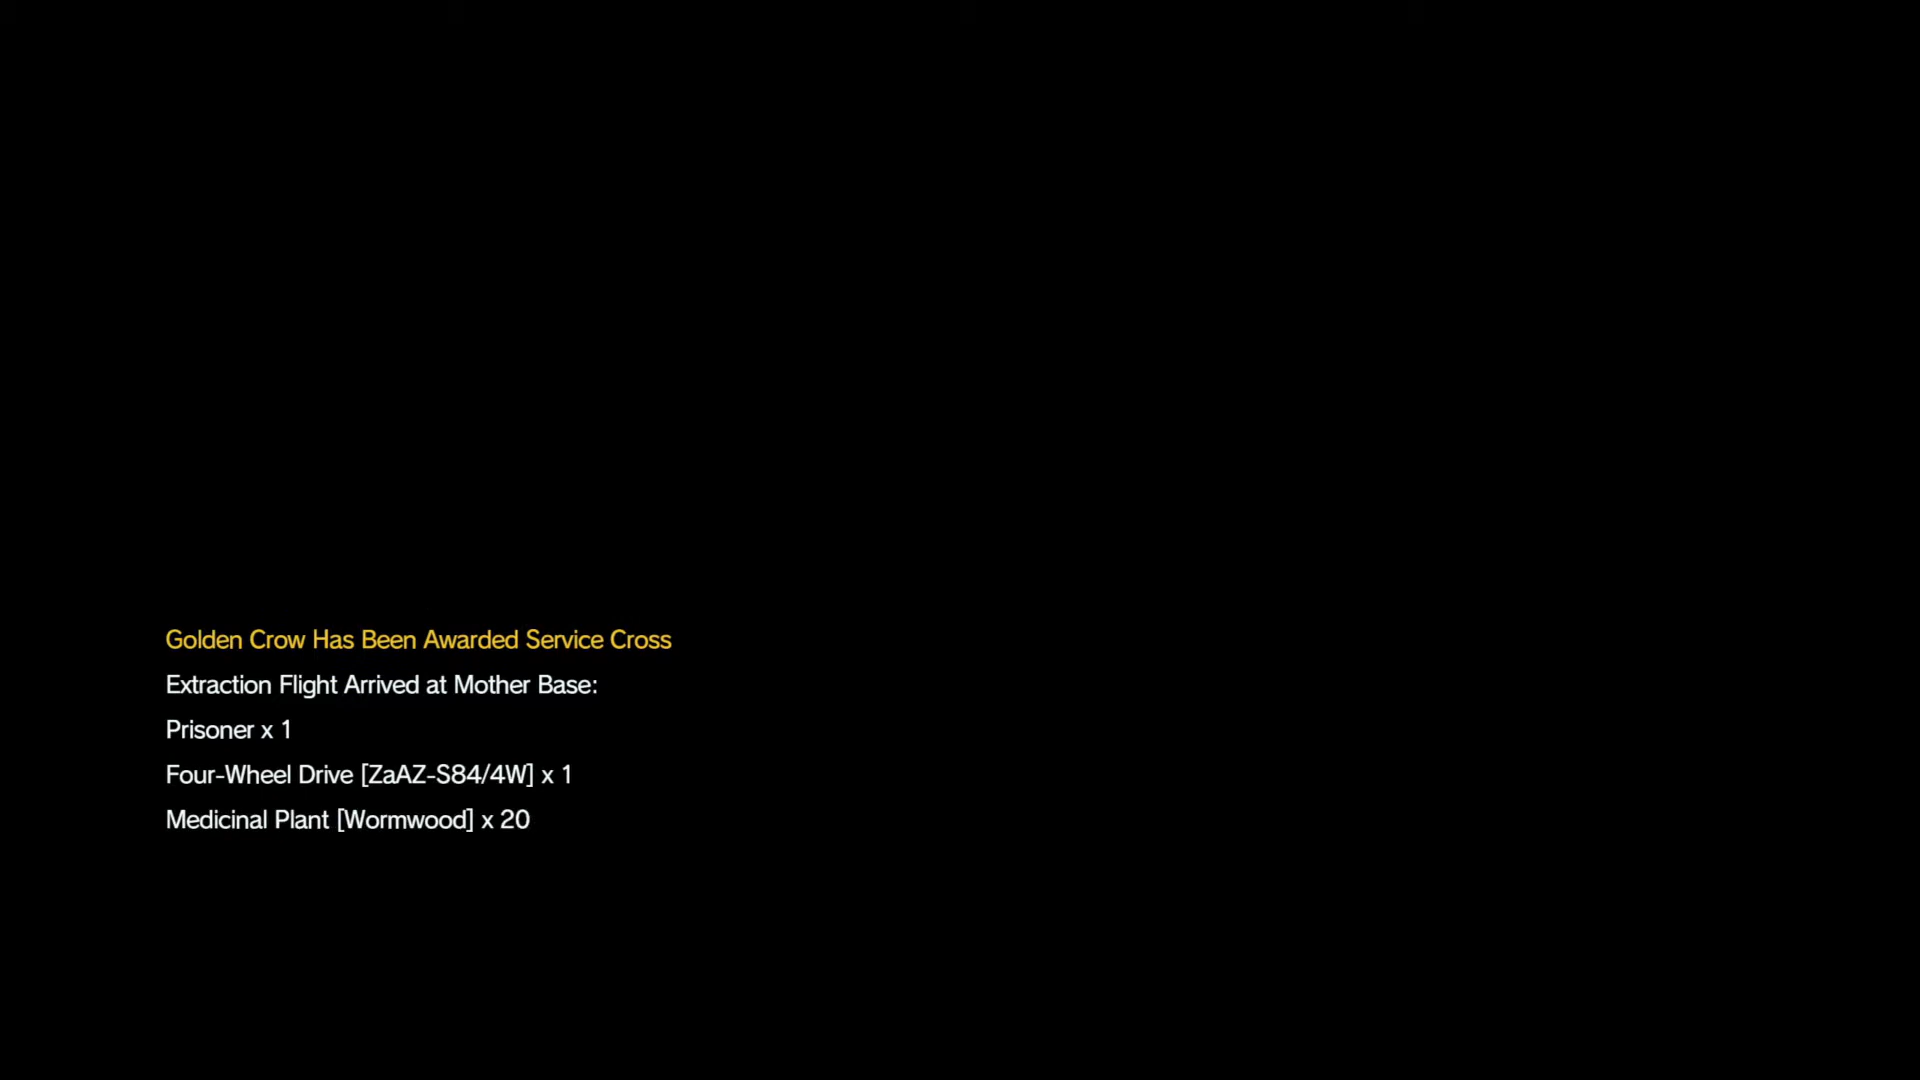 Golden Crow Has Been Awarded Service Cross
Extraction Flight Arrived at Mother Base:
Prisoner x 1
Four-Wheel Drive [ZaAZ-S84/4W] x 1
Medicinal Plant [Wormwood] x 20